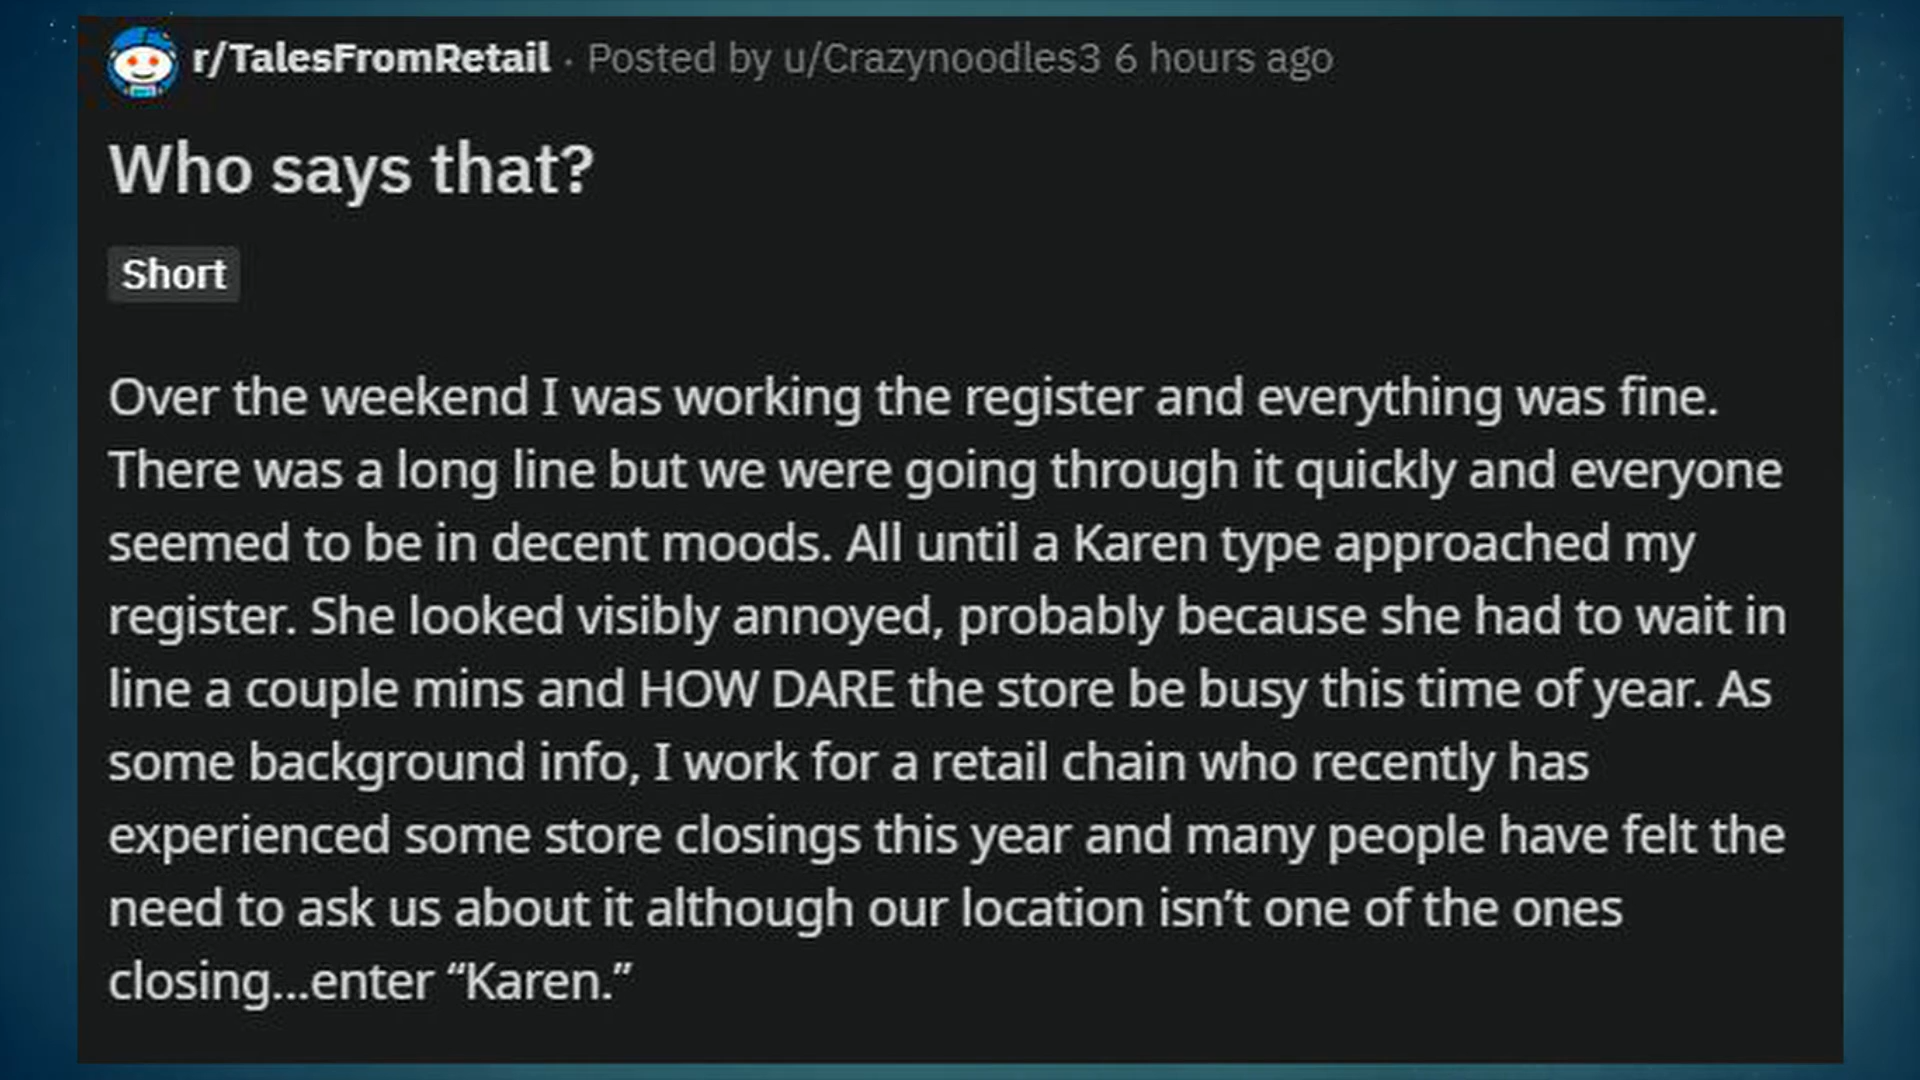 r/TalesFromRetail · Posted by u/Crazynoodles3 6 hours ago
Who says that?
Short
Over the weekend I was working the register and everything was fine.
There was a long line but we were going through it quickly and everyone
seemed to be in decent moods. All until a Karen type approached my
register. She looked visibly annoyed, probably because she had to wait in
line a couple mins and HOW DARE the store be busy this time of year. As
some background info, I work for a retail chain who recently has
experienced some store closings this year and many people have felt the
need to ask us about it although our location isn’t one of the ones
closing...enter “Karen.”